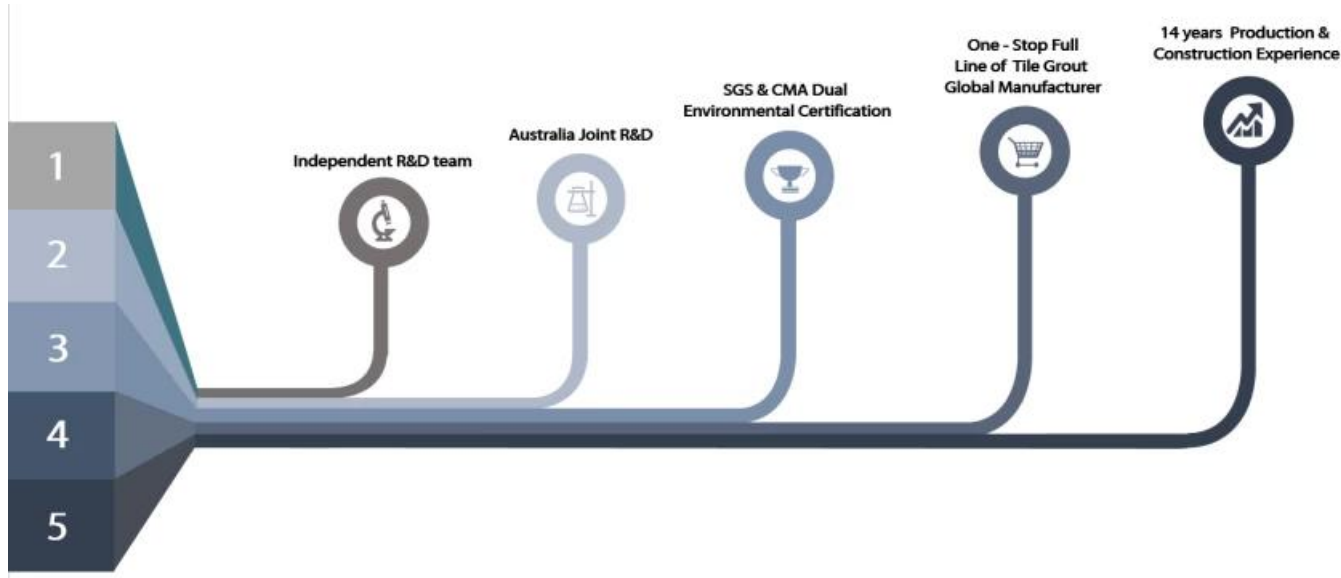 1
2
3
4
5
Independent R&D team
Australia Joint R&D
SGS & CMA Dual
Environmental Certification
One - Stop Full
Line of Tile Grout
Global Manufacturer
14 years Production &
Construction Experience